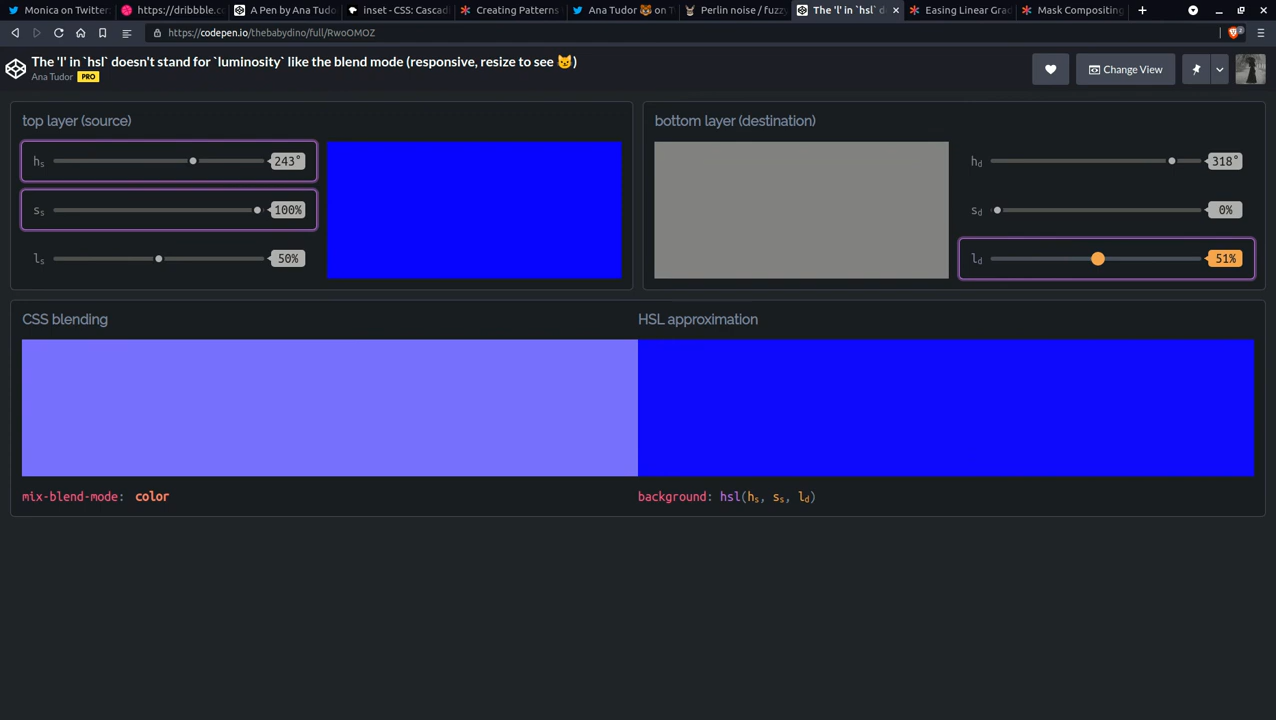 Monica on Twitter:
https://dribbble.co
A Pen by Ana Tudo
inset - CSS: Cascad
Creating Patterns
Ana Tudor 🐯 on T
Perlin noise / fuzzy
The 'l' in `hsl` d
Easing Linear Grad
Mask Compositing
https://codepen.io/thebabydino/full/RwoOMOZ
2
The 'l' in `hsl` doesn't stand for `luminosity` like the blend mode (responsive, resize to see 😼)
Ana Tudor PRO
Change View
top layer (source)
hs 243°
ss 100%
ls 50%
bottom layer (destination)
hd 318°
sd 0%
ld 51%
CSS blending
HSL approximation
mix-blend-mode: color
background: hsl(hs, ss, ld)